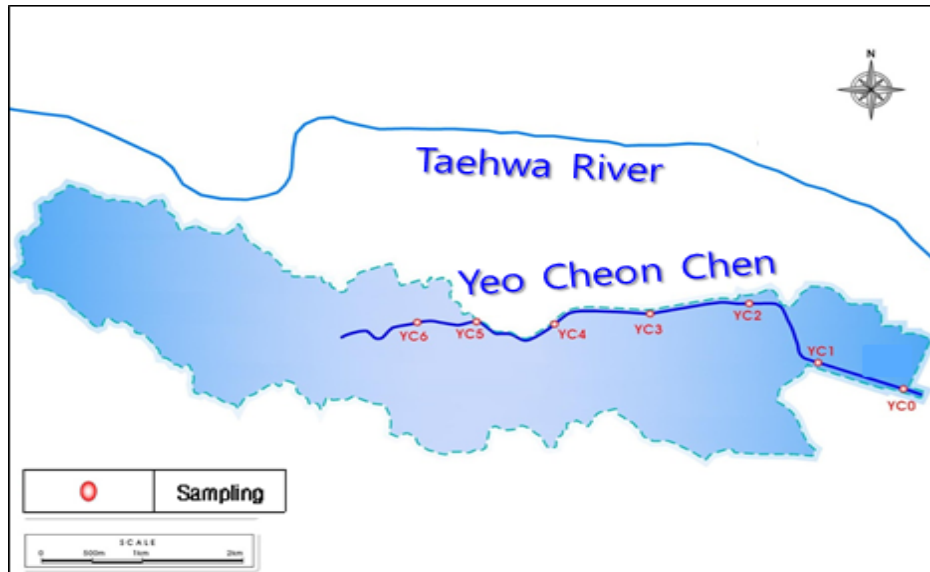 N
Taehwa River
Yeo Cheon Chen
YC6
YC5
YC4
YC3
YC2
YC1
YC0
Sampling
SCALE
0 500m 1km 2km